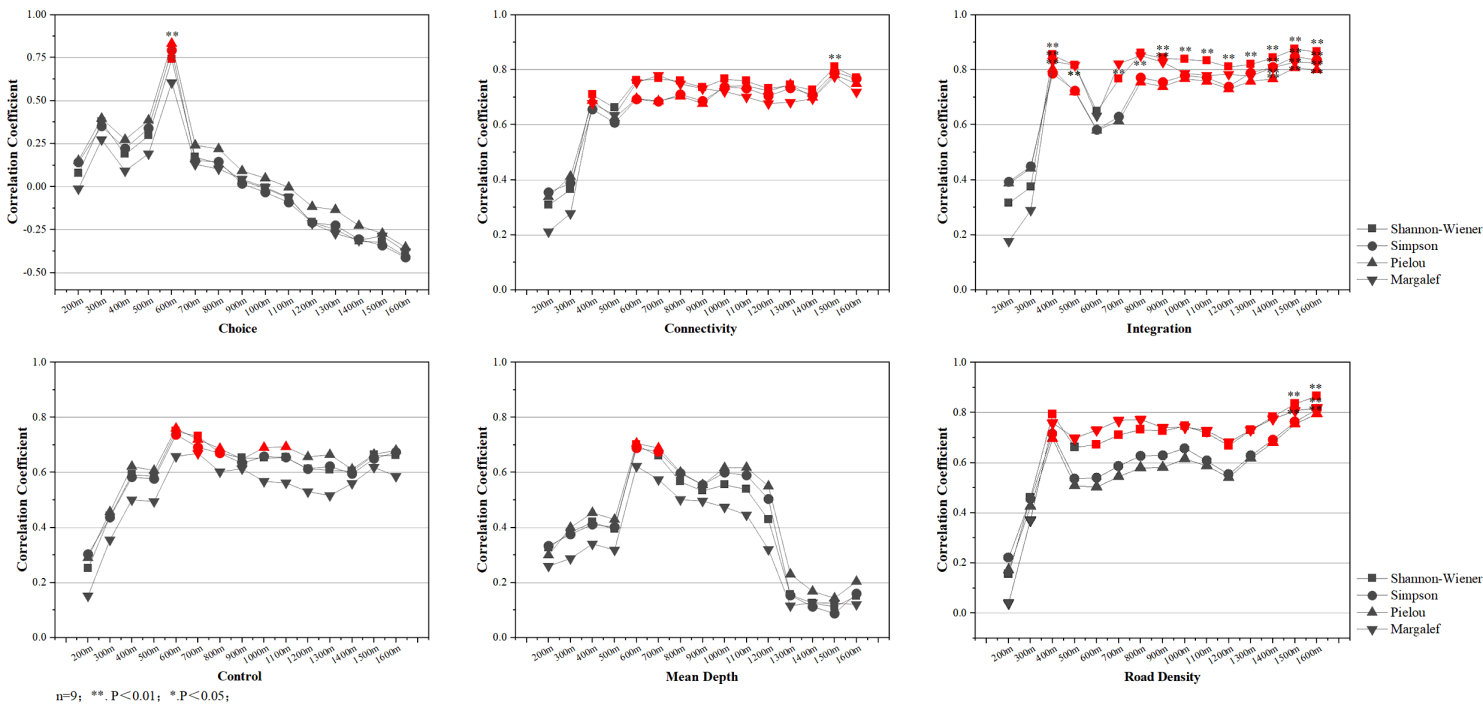 1.00
0.75
0.50
0.25
0.00
-0.25
-0.50
Correlation Coefficient
**
200m 300m 400m 500m 600m 700m 800m 900m 1000m 1100m 1200m 1300m 1400m 1500m 1600m
Choice
1.0
0.8
0.6
0.4
0.2
0.0
Correlation Coefficient
**
200m 300m 400m 500m 600m 700m 800m 900m 1000m 1100m 1200m 1300m 1400m 1500m 1600m
Connectivity
1.0
0.8
0.6
0.4
0.2
0.0
Correlation Coefficient
** ** ** ** ** ** ** ** ** ** ** **
200m 300m 400m 500m 600m 700m 800m 900m 1000m 1100m 1200m 1300m 1400m 1500m 1600m
Integration
Shannon-Wiener
Simpson
Pielou
Margalef
1.0
0.8
0.6
0.4
0.2
0.0
Correlation Coefficient
200m 300m 400m 500m 600m 700m 800m 900m 1000m 1100m 1200m 1300m 1400m 1500m 1600m
Control
1.0
0.8
0.6
0.4
0.2
0.0
Correlation Coefficient
200m 300m 400m 500m 600m 700m 800m 900m 1000m 1100m 1200m 1300m 1400m 1500m 1600m
Mean Depth
1.0
0.8
0.6
0.4
0.2
0.0
Correlation Coefficient
** **
** **
200m 300m 400m 500m 600m 700m 800m 900m 1000m 1100m 1200m 1300m 1400m 1500m 1600m
Road Density
Shannon-Wiener
Simpson
Pielou
Margalef
n=9; **. P＜0.01; *.P＜0.05;